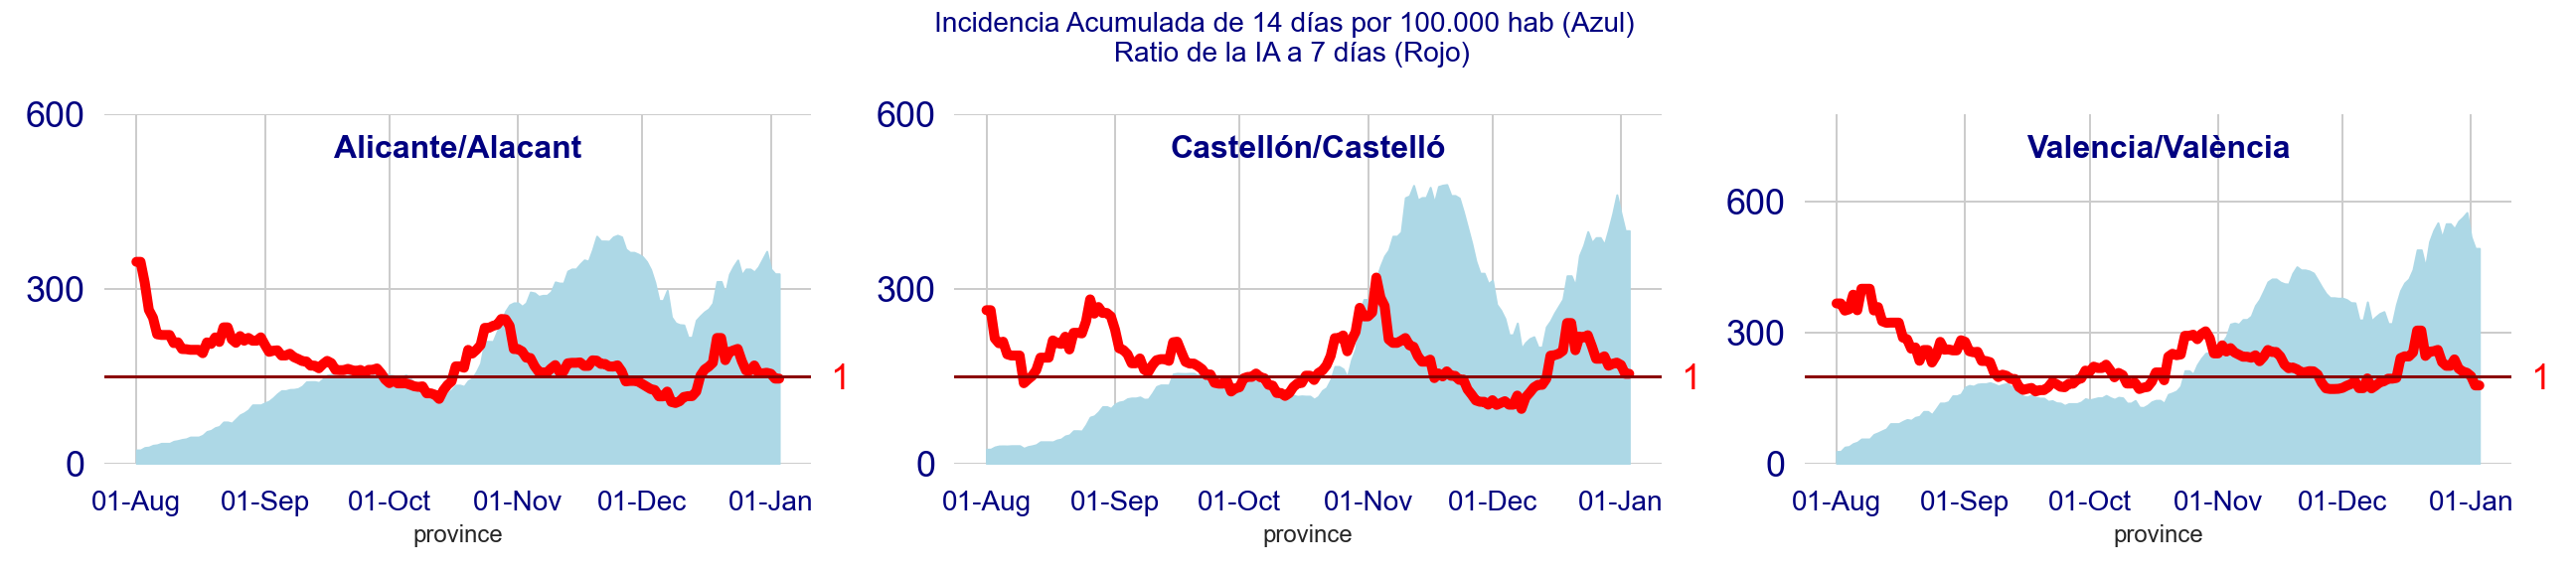 Incidencia Acumulada de 14 días por 100.000 hab (Azul)
Ratio de la IA a 7 días (Rojo)
Alicante/Alacant
600
300
0
1
01-Aug 01-Sep 01-Oct 01-Nov 01-Dec 01-Jan
province
Castellón/Castelló
600
300
0
1
01-Aug 01-Sep 01-Oct 01-Nov 01-Dec 01-Jan
province
Valencia/València
600
300
0
1
01-Aug 01-Sep 01-Oct 01-Nov 01-Dec 01-Jan
province